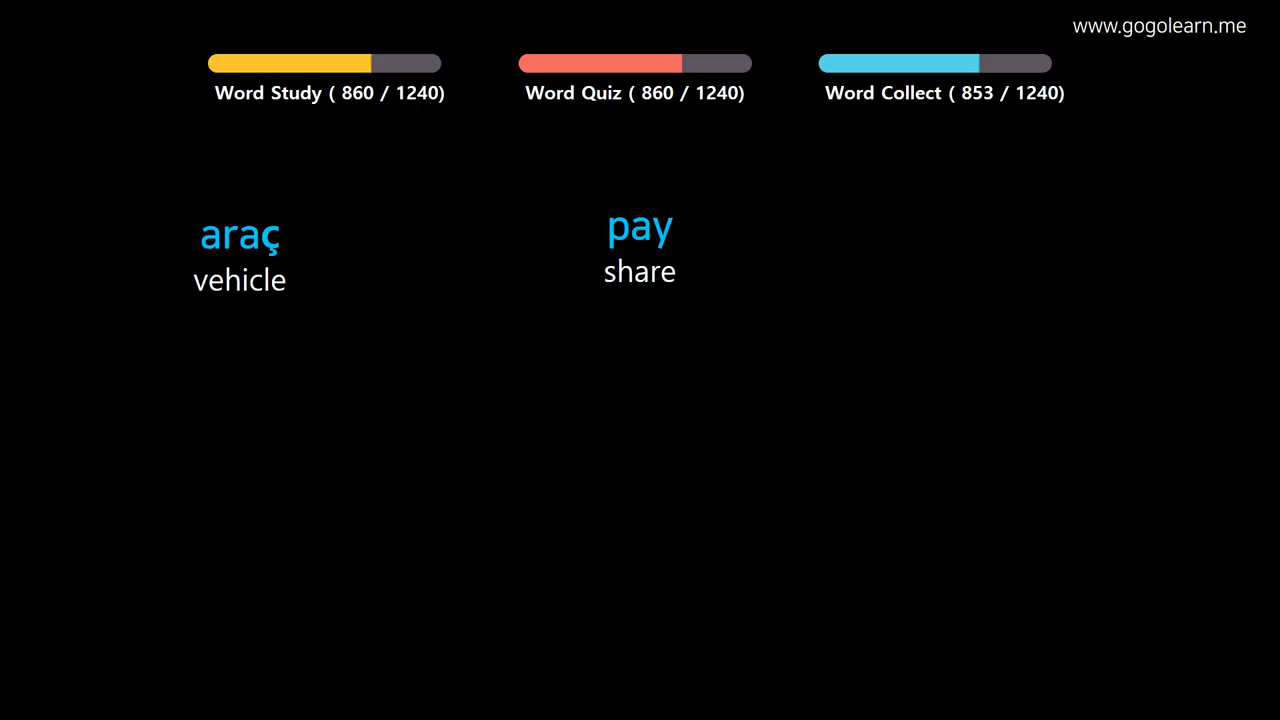 www.gogolearn.me
Word Study ( 860 / 1240)
Word Quiz ( 860 / 1240)
Word Collect ( 853 / 1240)
araç
vehicle
pay
share